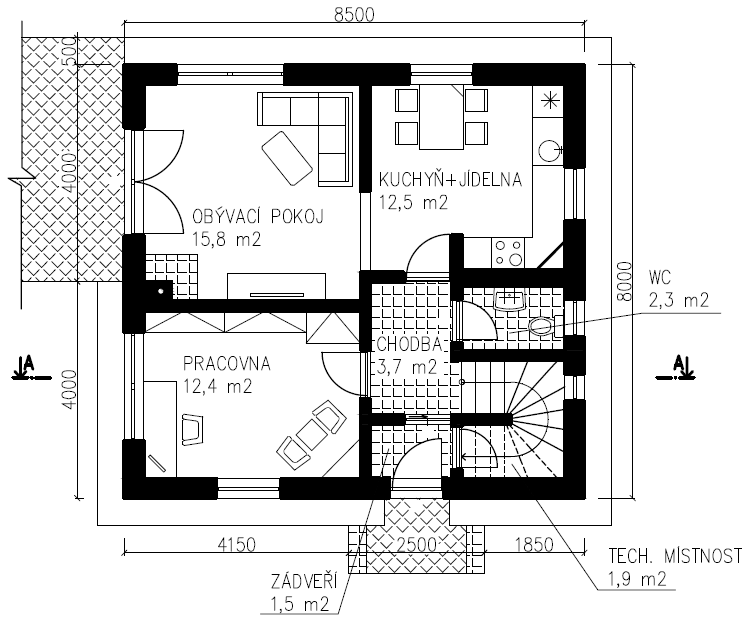 8500
500
4000
4000
8000
KUCHYŇ+JÍDELNA
12,5 m2
OBÝVACÍ POKOJ
15,8 m2
WC
2,3 m2
CHODBA
3,7 m2
PRACOVNA
12,4 m2
A
A
4150
2500
1850
ZÁDVEŘÍ
1,5 m2
TECH. MÍSTNOST
1,9 m2